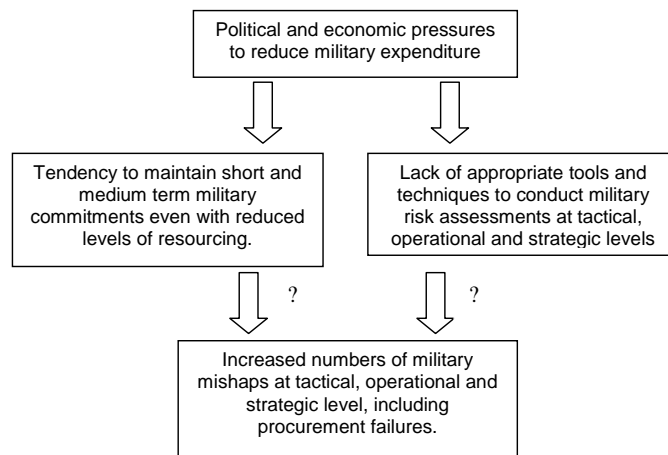 Political and economic pressures
to reduce military expenditure
Tendency to maintain short and
medium term military
commitments even with reduced
levels of resourcing.
Lack of appropriate tools and
techniques to conduct military
risk assessments at tactical,
operational and strategic levels
?
?
Increased numbers of military
mishaps at tactical, operational and
strategic level, including
procurement failures.